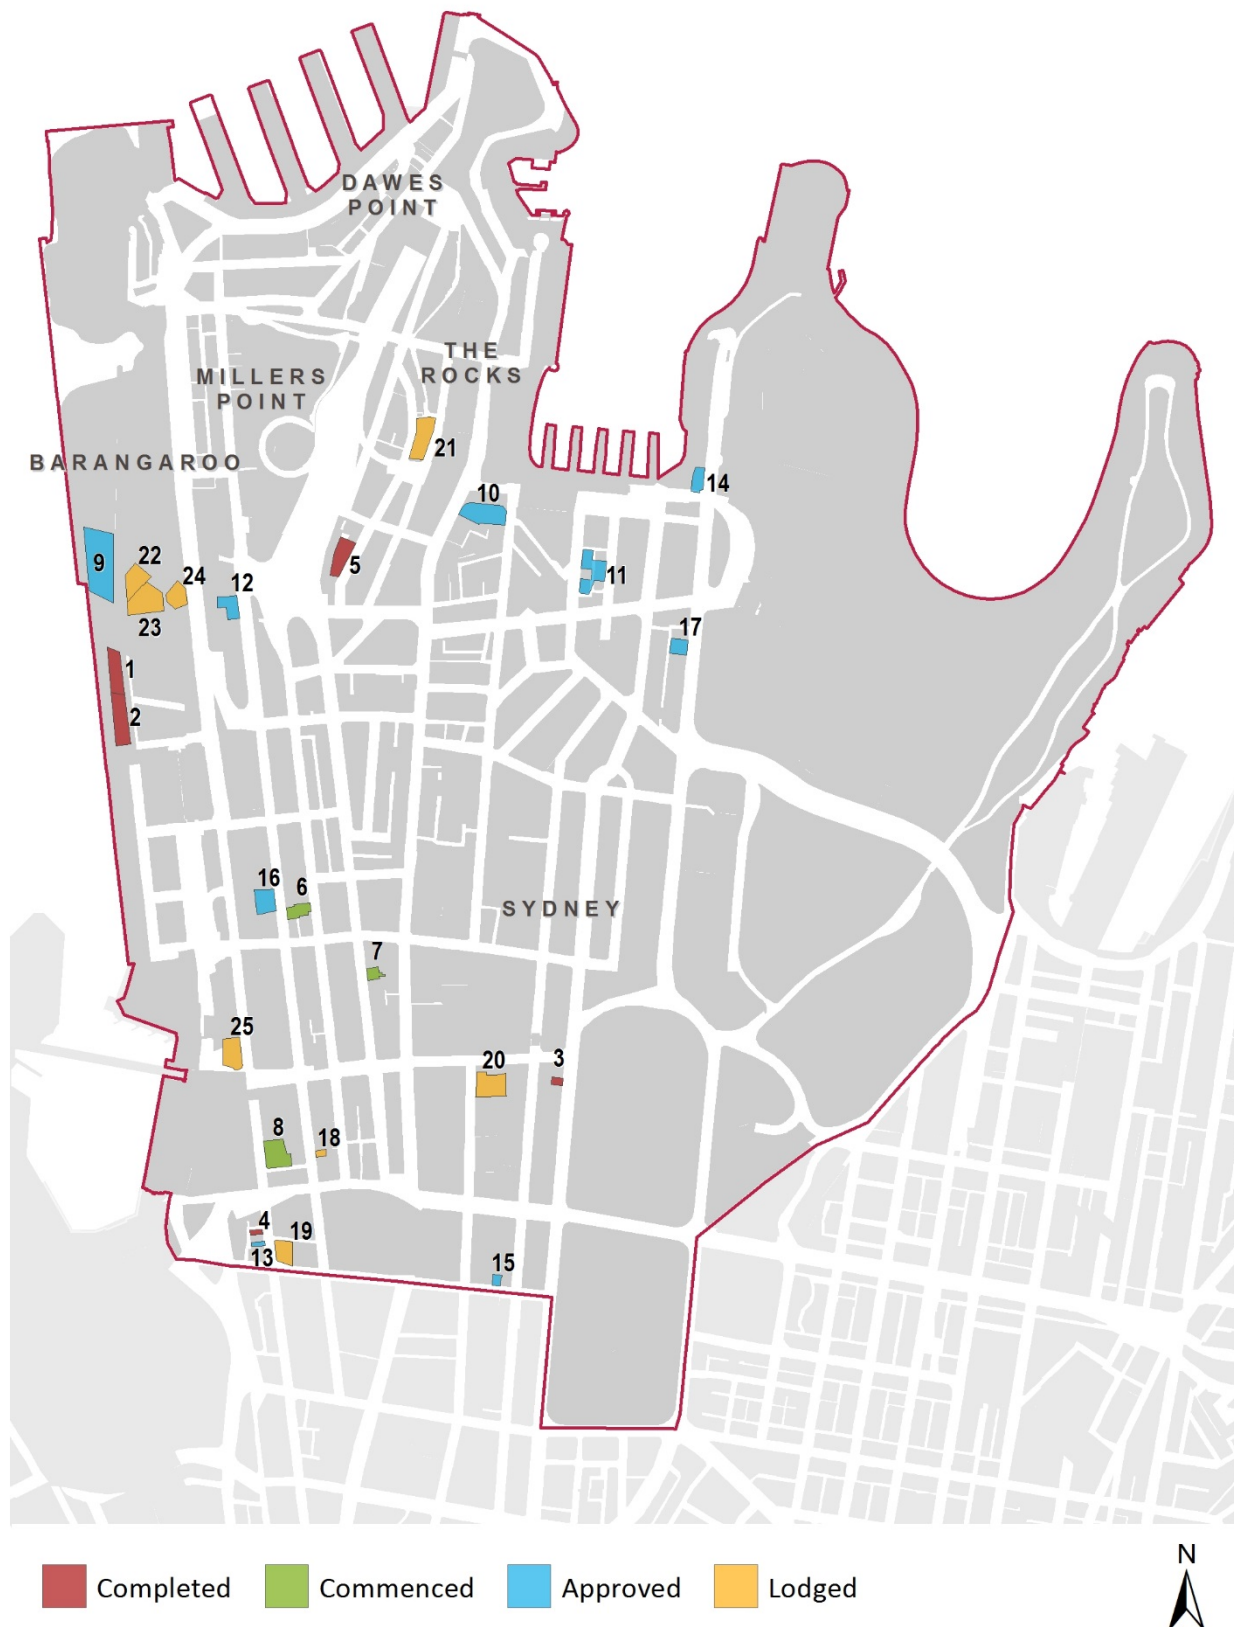 DAWES
POINT
THE
ROCKS
MILLERS
POINT
21
BARANGAROO
14
10
5
9
22
24
12
11
23
17
1
2
16
6
SYDNEY
7
25
3
20
8
18
4
19
13
15
N
Completed
Commenced
Approved
Lodged